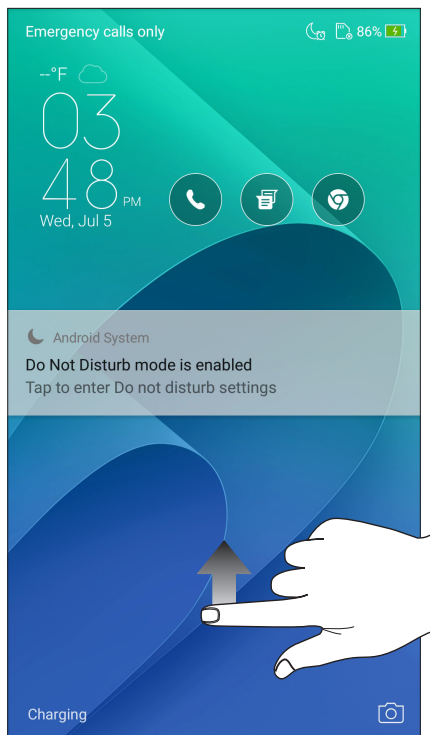 Emergency calls only
86%
--°F
03
48 PM
Wed, Jul 5
Android System
Do Not Disturb mode is enabled
Tap to enter Do not disturb settings
Charging